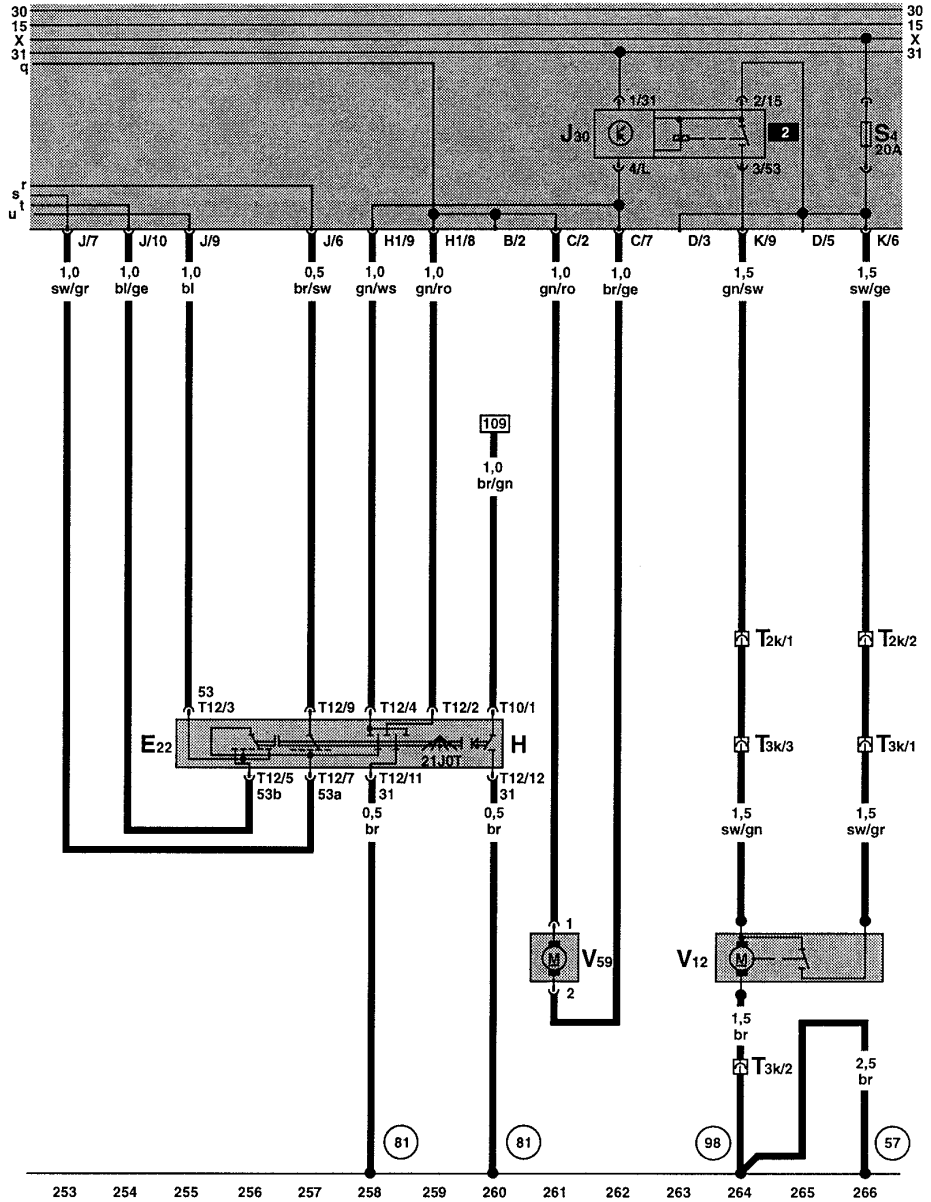 30 30
15 15
X X
31 31
q
1/31 2/15
J30 2 S4
20A
4/L 3/53
r
s
t
u
J/7 J/10 J/9 J/6 H1/9 H1/8 B/2 C/2 C/7 D/3 K/9 D/5 K/6
1,0 1,0 1,0 0,5 1,0 1,0 1,0 1,0 1,5 1,5
sw/gr bl/ge bl br/sw gn/ws gn/ro gn/ro br/ge gn/sw sw/ge
109
1,0
br/gn
T2k/1 T2k/2
53
T12/3 T12/9 T12/4 T12/2 T10/1
E22 H
21J0T
T3k/3 T3k/1
T12/5 T12/7 T12/11 T12/12
53b 53a 31 31
0,5 0,5 1,5 1,5
br br sw/gn sw/gr
1
M V59 V12 M
2
1,5
br
T3k/2 2,5
br
81 81 98 57
253 254 255 256 257 258 259 260 261 262 263 264 265 266